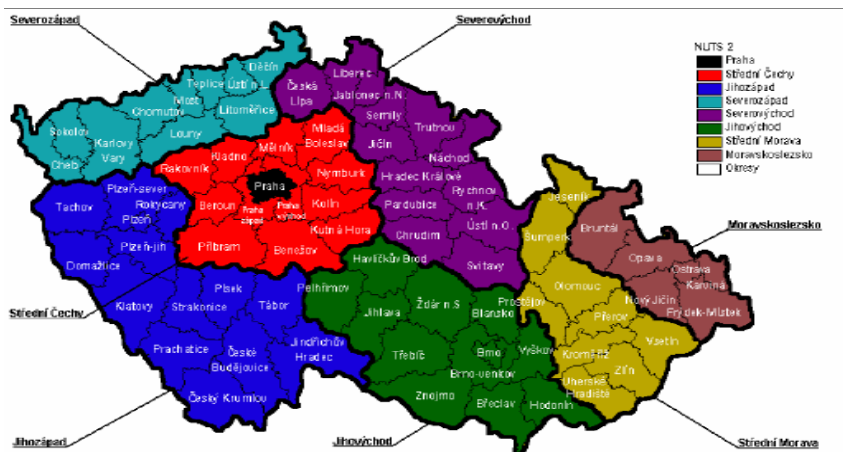 Severozápad
Severovýchod
NUTS 2
Praha
Střední Čechy
Jihozápad
Severozápad
Severovýchod
Jihovýchod
Střední Morava
Moravskoslezsko
Okresy
Děčín
Teplice
Ústí n.L.
Most
Chomutov
Litoměřice
Louny
Sokolov
Karlovy
Vary
Cheb
Česká
Lípa
Liberec
Jablonec n.N.
Semily
Trutnov
Jičín
Náchod
Hradec Králové
Rychnov
n.K.
Pardubice
Ústí n.O.
Chrudim
Svitavy
Mladá
Boleslav
Mělník
Kladno
Rakovník
Nymburk
Praha
Beroun
Praha
západ
Praha
východ
Kolín
Kutná Hora
Příbram
Benešov
Plzeň-sever
Rokycany
Tachov
Plzeň
Plzeň-jih
Domažlice
Klatovy
Písek
Strakonice
Tábor
Prachatice
České
Budějovice
Jindřichův
Hradec
Český Krumlov
Havlíčkův Brod
Pelhřimov
Jihlava
Žďár n.S
Blansko
Třebíč
Brno
Vyškov
Brno-venkov
Znojmo
Břeclav
Hodonín
Jeseník
Šumperk
Olomouc
Prostějov
Přerov
Kroměříž
Vsetín
Zlín
Uherské
Hradiště
Bruntál
Opava
Ostrava
Karviná
Nový Jičín
Frýdek-Místek
Moravskoslezsko
Střední Čechy
Jihozápad
Jihovýchod
Střední Morava